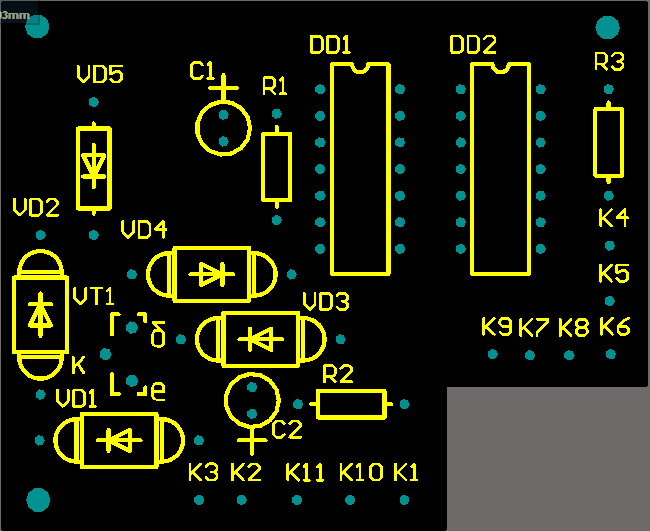 03mm
DD1 DD2
R3
C1
VD5
R1
VD2
K4
VD4
K5
VT1
VD3
K9 K7 K8 K6
б
K
R2
VD1
е
C2
K3 K2 K11 K10 K1